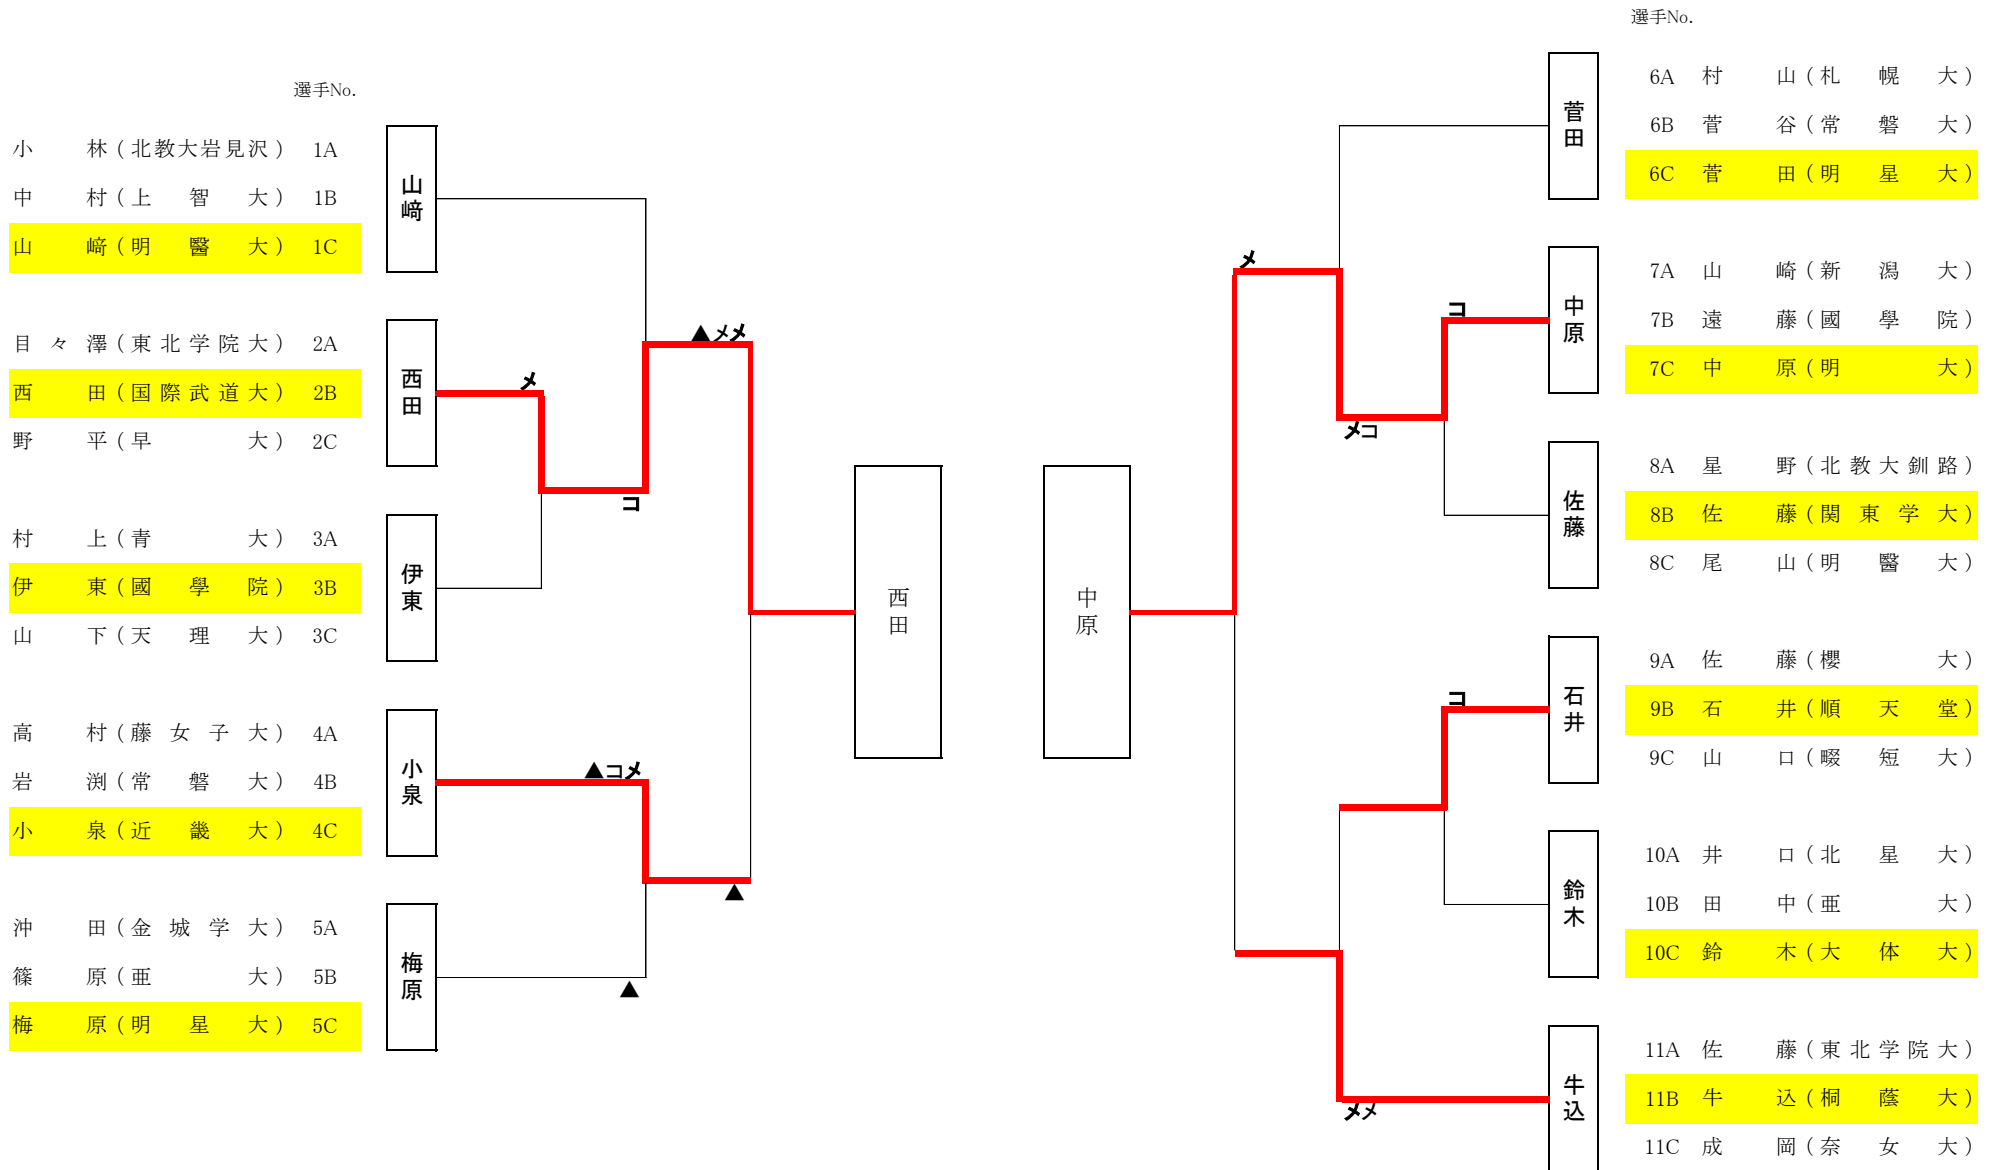 選手No.
小林(北教大岩見沢) 1A
中村(上智大) 1B
山﨑(明醫大) 1C
目々澤(東北学院大) 2A
西田(国際武道大) 2B
野平(早大) 2C
村上(青大) 3A
伊東(國學院) 3B
山下(天理大) 3C
高村(藤女子大) 4A
岩渕(常磐大) 4B
小泉(近畿大) 4C
沖田(金城学大) 5A
篠原(亜大) 5B
梅原(明星大) 5C
山﨑
西田
伊東
小泉
梅原
メ
コ
▲メメ
▲コメ
▲
▲
西田
中原
メ
コ
メコ
コ
メメ
菅田
中原
佐藤
石井
鈴木
牛込
選手No.
6A 村山(札幌大)
6B 菅谷(常磐大)
6C 菅田(明星大)
7A 山崎(新潟大)
7B 遠藤(國學院)
7C 中原(明大)
8A 星野(北教大釧路)
8B 佐藤(関東学大)
8C 尾山(明醫大)
9A 佐藤(櫻大)
9B 石井(順天堂)
9C 山口(畷短大)
10A 井口(北星大)
10B 田中(亜大)
10C 鈴木(大体大)
11A 佐藤(東北学院大)
11B 牛込(桐蔭大)
11C 成岡(奈女大)